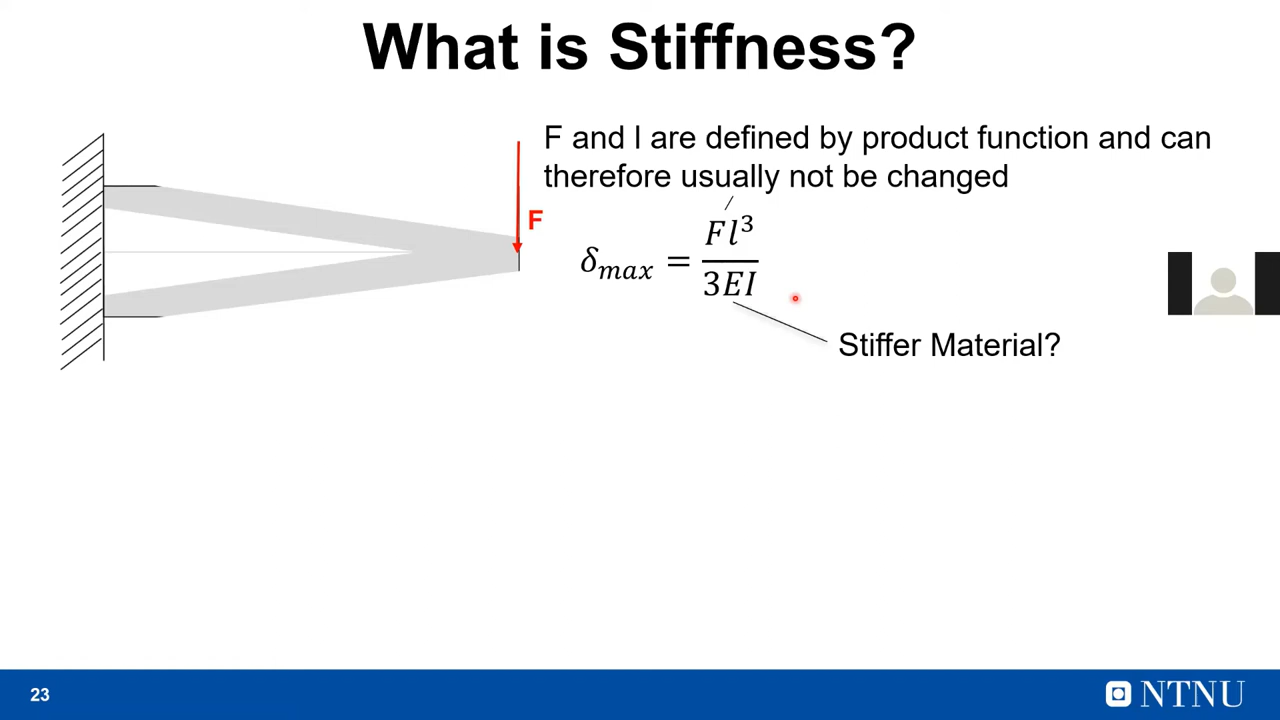 What is Stiffness?
F and l are defined by product function and can
therefore usually not be changed
F
δ_max = Fl³/3EI
Stiffer Material?
23
NTNU